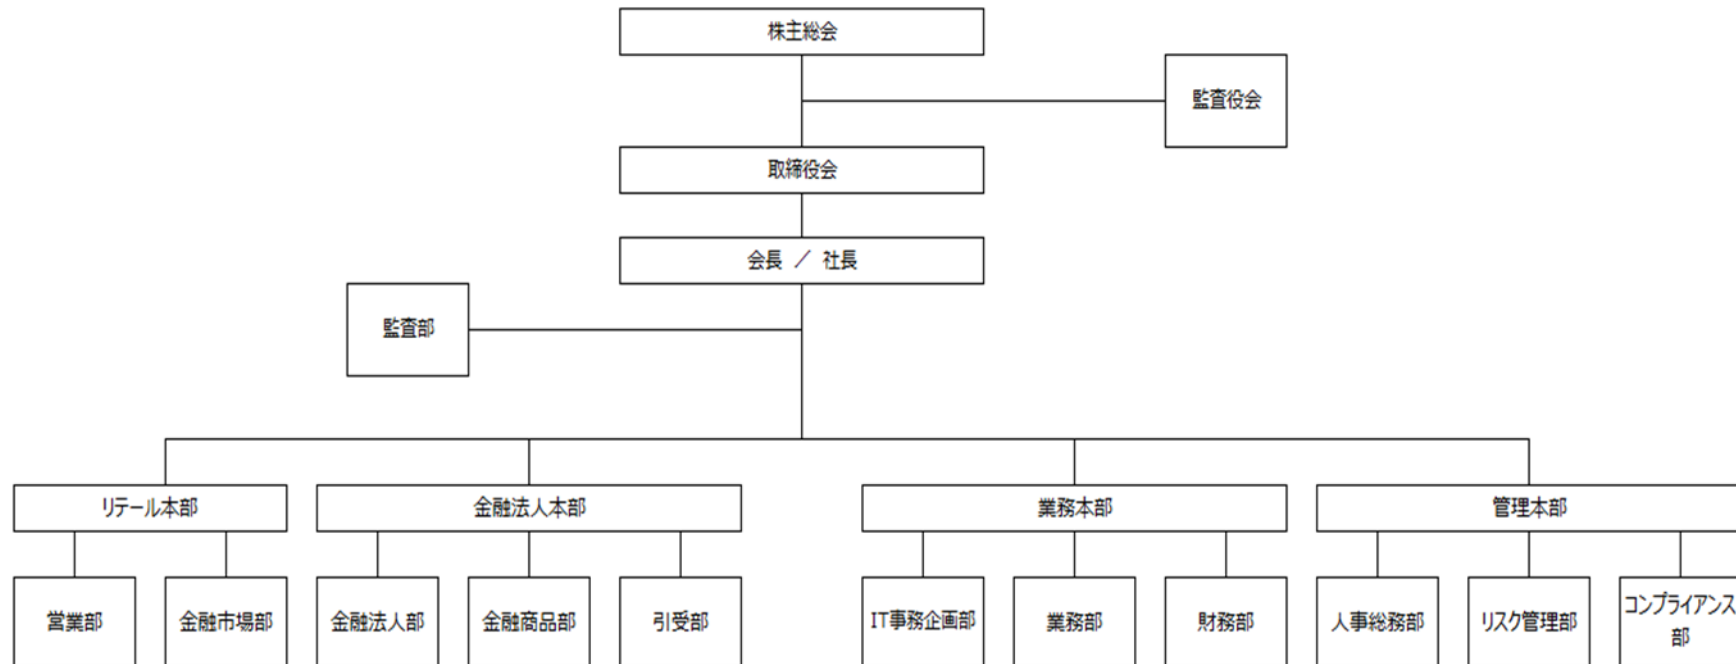 株主総会
監査役会
取締役会
会長 ／ 社長
監査部
リテール本部
金融法人本部
業務本部
管理本部
営業部
金融市場部
金融法人部
金融商品部
引受部
IT事務企画部
業務部
財務部
人事総務部
リスク管理部
コンプライアンス
部